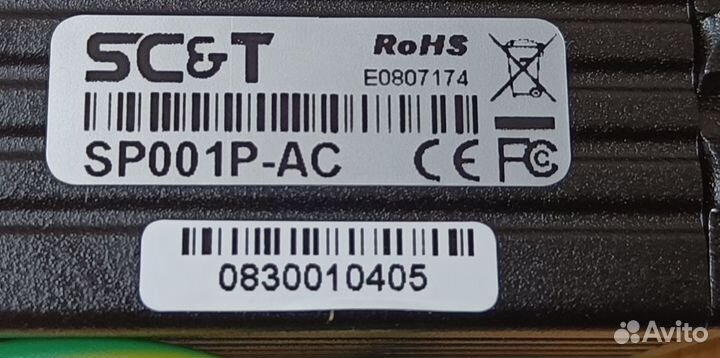 SC&T
RoHS
E0807174
SP001P-AC
CE FC
0830010405
Avito